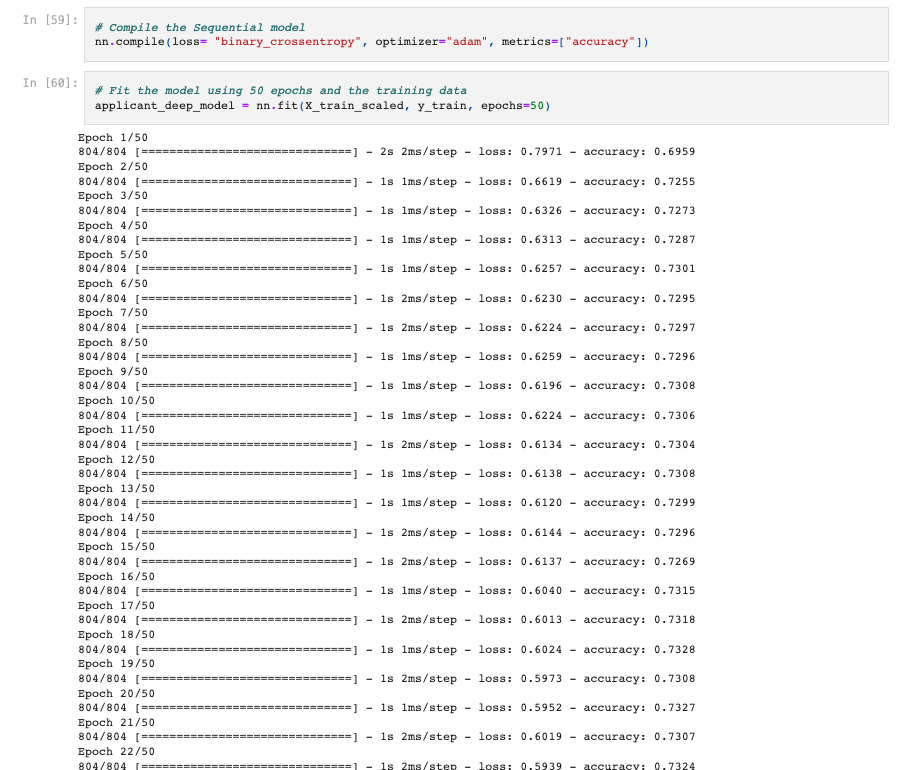 In [59]:
# Compile the Sequential model
nn.compile(loss= "binary_crossentropy", optimizer="adam", metrics=["accuracy"])
In [60]:
# Fit the model using 50 epochs and the training data
applicant_deep_model = nn.fit(X_train_scaled, y_train, epochs=50)
Epoch 1/50
804/804 [==============================] - 2s 2ms/step - loss: 0.7971 - accuracy: 0.6959
Epoch 2/50
804/804 [==============================] - 1s 1ms/step - loss: 0.6619 - accuracy: 0.7255
Epoch 3/50
804/804 [==============================] - 1s 1ms/step - loss: 0.6326 - accuracy: 0.7273
Epoch 4/50
804/804 [==============================] - 1s 1ms/step - loss: 0.6313 - accuracy: 0.7287
Epoch 5/50
804/804 [==============================] - 1s 1ms/step - loss: 0.6257 - accuracy: 0.7301
Epoch 6/50
804/804 [==============================] - 1s 2ms/step - loss: 0.6230 - accuracy: 0.7295
Epoch 7/50
804/804 [==============================] - 1s 2ms/step - loss: 0.6224 - accuracy: 0.7297
Epoch 8/50
804/804 [==============================] - 1s 1ms/step - loss: 0.6259 - accuracy: 0.7296
Epoch 9/50
804/804 [==============================] - 1s 1ms/step - loss: 0.6196 - accuracy: 0.7308
Epoch 10/50
804/804 [==============================] - 1s 1ms/step - loss: 0.6224 - accuracy: 0.7306
Epoch 11/50
804/804 [==============================] - 1s 2ms/step - loss: 0.6134 - accuracy: 0.7304
Epoch 12/50
804/804 [==============================] - 1s 1ms/step - loss: 0.6138 - accuracy: 0.7308
Epoch 13/50
804/804 [==============================] - 1s 1ms/step - loss: 0.6120 - accuracy: 0.7299
Epoch 14/50
804/804 [==============================] - 1s 2ms/step - loss: 0.6144 - accuracy: 0.7296
Epoch 15/50
804/804 [==============================] - 1s 2ms/step - loss: 0.6137 - accuracy: 0.7269
Epoch 16/50
804/804 [==============================] - 1s 1ms/step - loss: 0.6040 - accuracy: 0.7315
Epoch 17/50
804/804 [==============================] - 1s 2ms/step - loss: 0.6013 - accuracy: 0.7318
Epoch 18/50
804/804 [==============================] - 1s 1ms/step - loss: 0.6024 - accuracy: 0.7328
Epoch 19/50
804/804 [==============================] - 1s 2ms/step - loss: 0.5973 - accuracy: 0.7308
Epoch 20/50
804/804 [==============================] - 1s 1ms/step - loss: 0.5952 - accuracy: 0.7327
Epoch 21/50
804/804 [==============================] - 1s 2ms/step - loss: 0.6019 - accuracy: 0.7307
Epoch 22/50
804/804 [==============================] - 1s 2ms/step - loss: 0.5939 - accuracy: 0.7324